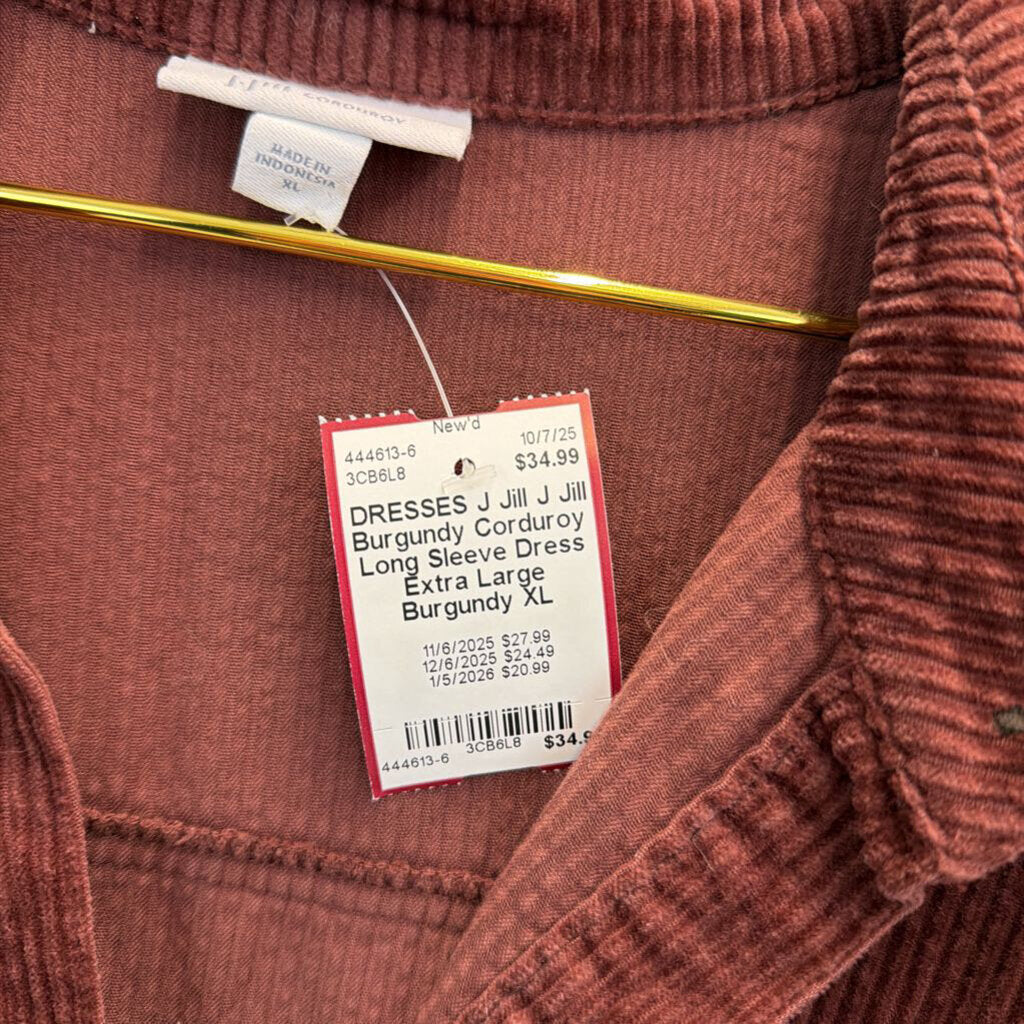 CORDUROY
MADE IN
INDONESIA
XL
New'd
444613-6 10/7/25
3CB6L8 $34.99
DRESSES J Jill J Jill
Burgundy Corduroy
Long Sleeve Dress
Extra Large
Burgundy XL
11/6/2025 $27.99
12/6/2025 $24.49
1/5/2026 $20.99
444613-6 3CB6L8 $34.9